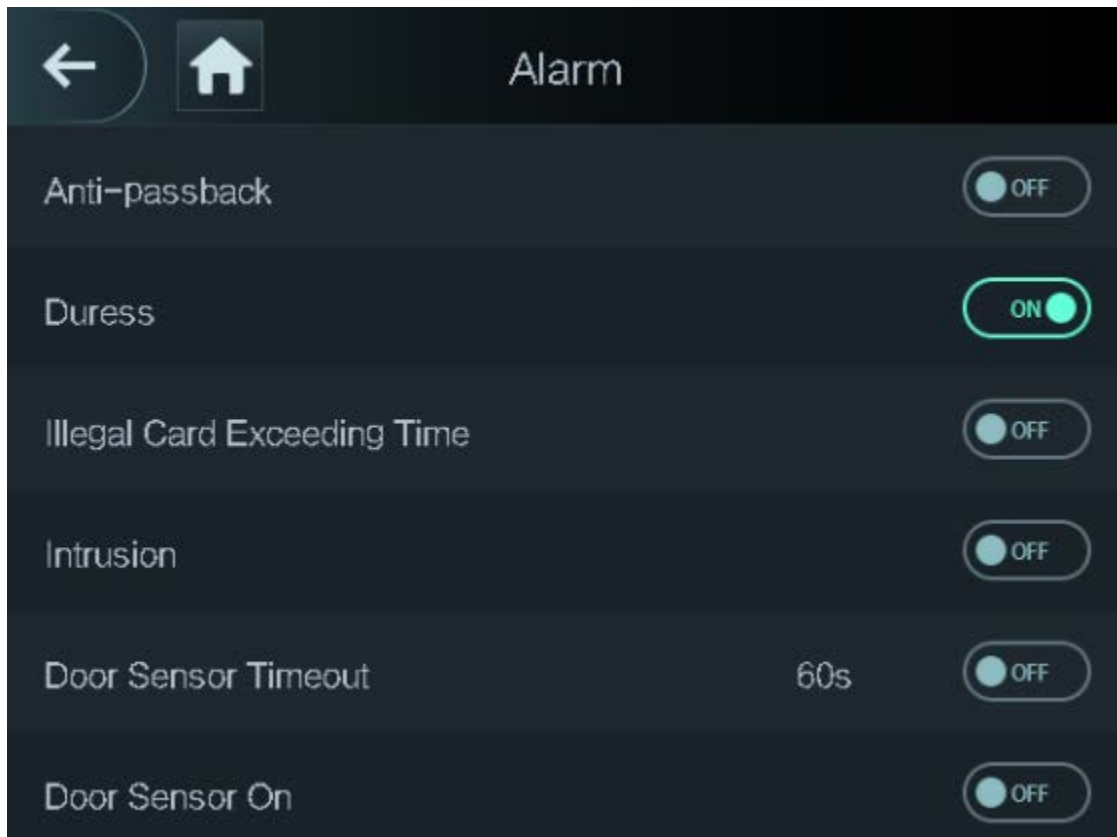 Alarm
Anti-passback OFF
Duress ON
Illegal Card Exceeding Time OFF
Intrusion OFF
Door Sensor Timeout 60s OFF
Door Sensor On OFF